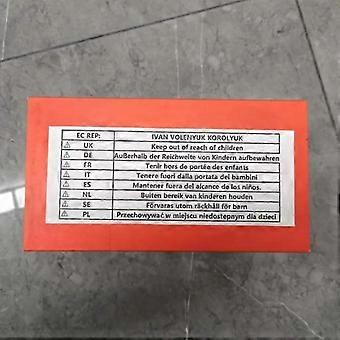 EC REP: IVAN VOLENYUK KOROLYUK
UK Keep out of reach of children
DE Außerhalb der Reichweite von Kindern aufbewahren
FR Tenir hors de portée des enfants
IT Tenere fuori dalla portata dei bambini
ES Mantener fuera del alcance de los niños.
NL Buiten bereik van kinderen houden
SE Förvaras utom räckhåll för barn
PL Przechowywać w miejscu niedostępnym dla dzieci